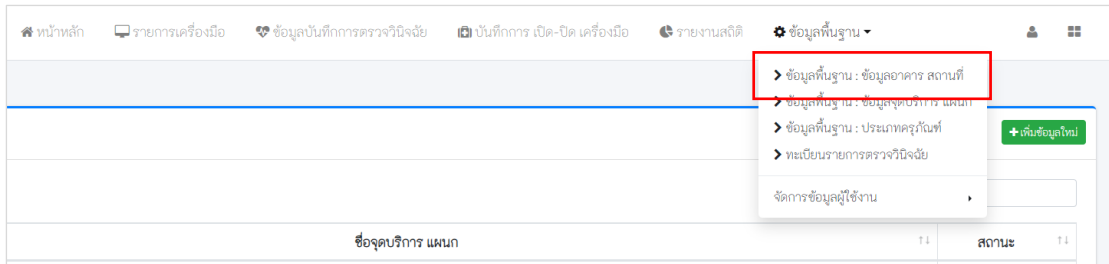 หน้าหลัก รายการเครื่องมือ ข้อมูลบันทึกการตรวจวินิจฉัย บันทึกการ เปิด-ปิด เครื่องมือ รายงานสถิติ ข้อมูลพื้นฐาน
ข้อมูลพื้นฐาน : ข้อมูลอาคาร สถานที่
ข้อมูลพื้นฐาน : ข้อมูลจุดบริการ แผนก
ข้อมูลพื้นฐาน : ประเภทครุภัณฑ์
+เพิ่มข้อมูลใหม่
ทะเบียนรายการตรวจวินิจฉัย
จัดการข้อมูลผู้ใช้งาน
ชื่อจุดบริการ แผนก สถานะ